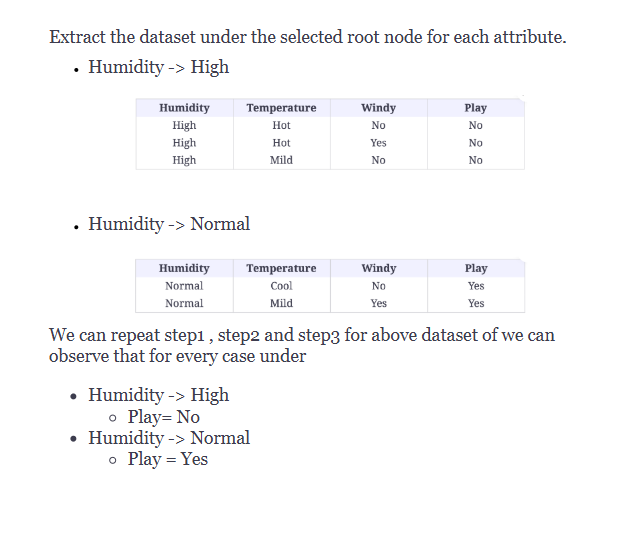 Extract the dataset under the selected root node for each attribute.
• Humidity -> High
Humidity Temperature Windy Play
High Hot No No
High Hot Yes No
High Mild No No
• Humidity -> Normal
Humidity Temperature Windy Play
Normal Cool No Yes
Normal Mild Yes Yes
We can repeat step1 , step2 and step3 for above dataset of we can
observe that for every case under
• Humidity -> High
○ Play= No
• Humidity -> Normal
○ Play = Yes